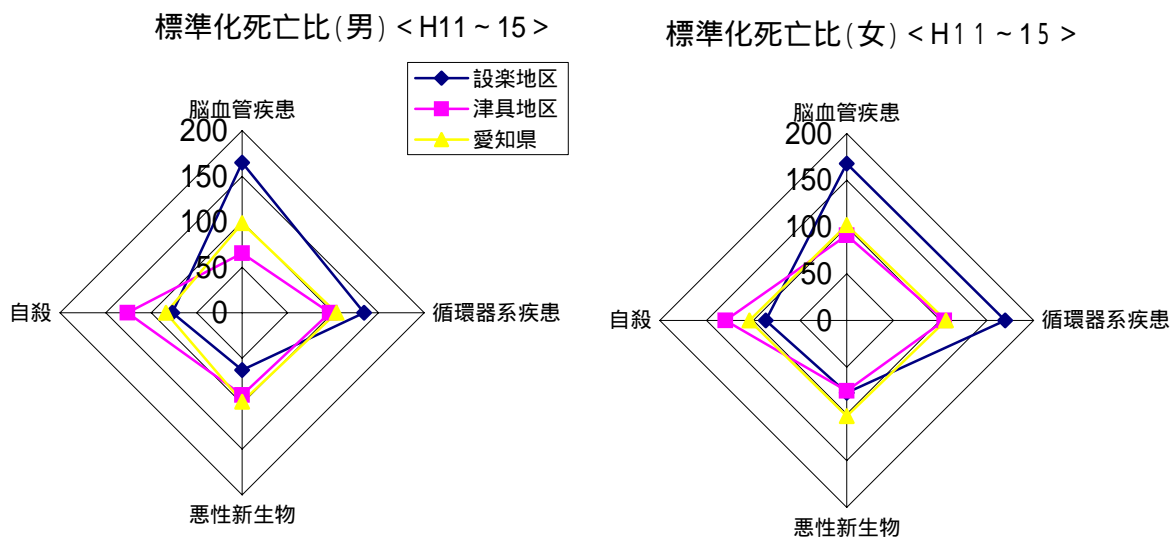 標準化死亡比(男)<H11~15>
設楽地区
津具地区
愛知県
脳血管疾患
200
150
100
50
0
自殺
循環器系疾患
悪性新生物
標準化死亡比(女)<H11~15>
脳血管疾患
200
150
100
50
0
自殺
循環器系疾患
悪性新生物